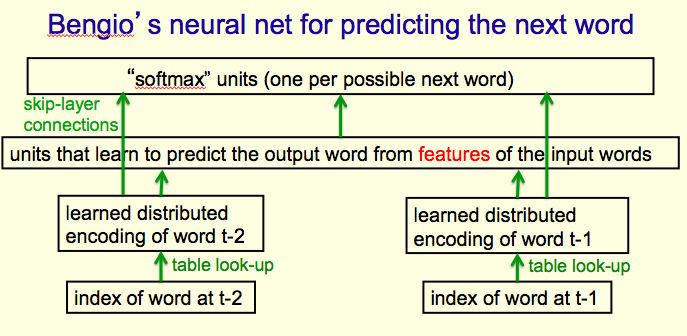 Bengio's neural net for predicting the next word
“softmax” units (one per possible next word)
skip-layer
connections
units that learn to predict the output word from features of the input words
learned distributed
encoding of word t-2
learned distributed
encoding of word t-1
table look-up
table look-up
index of word at t-2
index of word at t-1